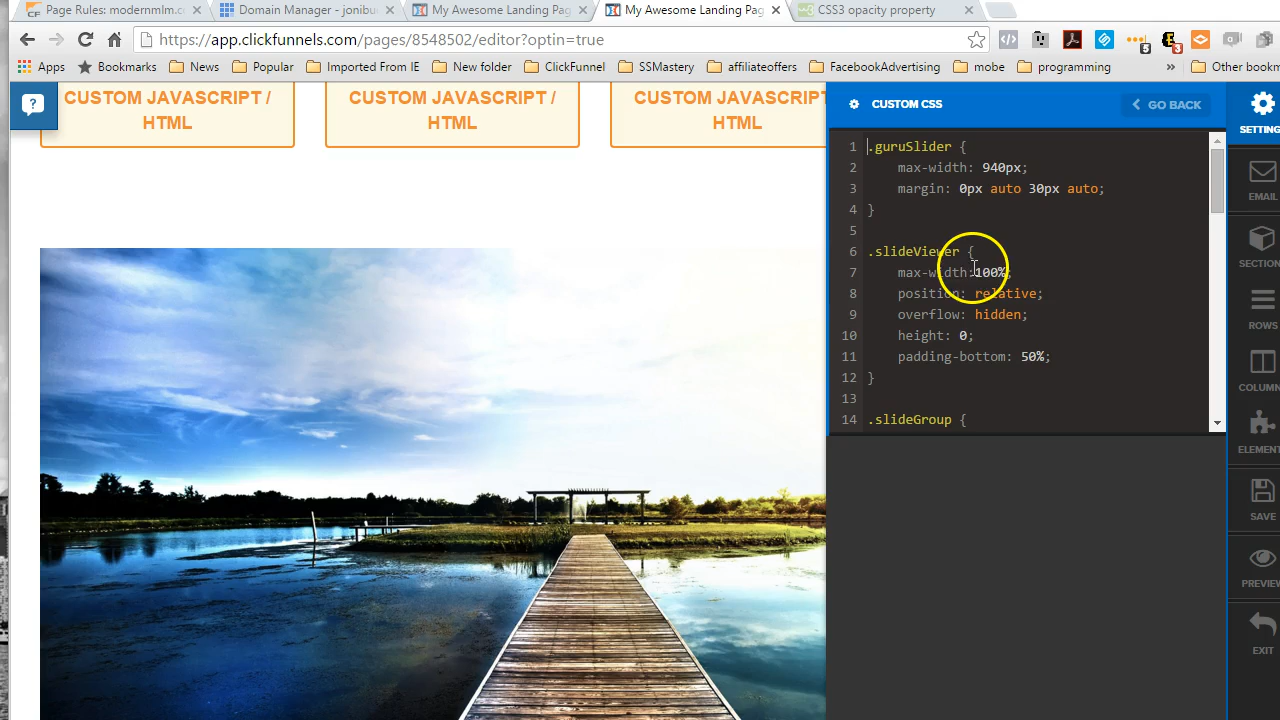 Page Rules: modernmlm.c
Domain Manager - jonibu
My Awesome Landing Pag
My Awesome Landing Pag
CSS3 opacity property
https://app.clickfunnels.com/pages/8548502/editor?optin=true
5
3
Apps
Bookmarks
News
Popular
Imported From IE
New folder
ClickFunnel
SSMastery
affiliateoffers
FacebookAdvertising
mobe
programming
»
Other bookm
?
CUSTOM JAVASCRIPT /
HTML
CUSTOM JAVASCRIPT /
HTML
CUSTOM JAVASCRIPT /
HTML
CUSTOM CSS
GO BACK
1 .guruSlider {
2 max-width: 940px;
3 margin: 0px auto 30px auto;
4 }
5
6 .slideViewer {
7 max-width:100%;
8 position: relative;
9 overflow: hidden;
10 height: 0;
11 padding-bottom: 50%;
12 }
13
14 .slideGroup {
SETTING
EMAIL
SECTION
ROWS
COLUMN
ELEMENT
SAVE
PREVIEW
EXIT